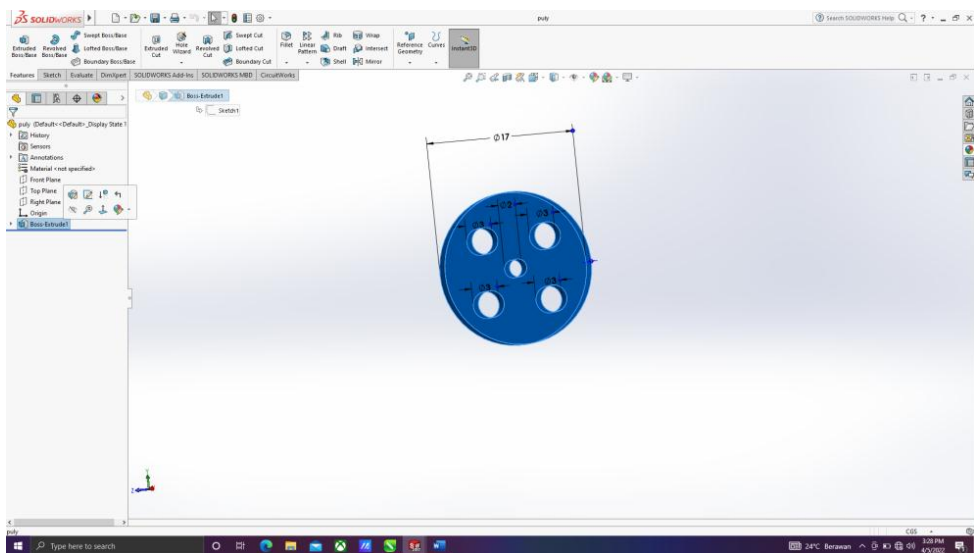 SOLIDWORKS
puly
Search SOLIDWORKS Help
Extruded Boss/Base
Revolved Boss/Base
Swept Boss/Base
Lofted Boss/Base
Boundary Boss/Base
Extruded Cut
Hole Wizard
Revolved Cut
Swept Cut
Lofted Cut
Boundary Cut
Fillet
Linear Pattern
Rib
Draft
Shell
Wrap
Intersect
Mirror
Reference Geometry
Curves
Instant3D
Features Sketch Evaluate DimXpert SOLIDWORKS Add-Ins SOLIDWORKS MBD CircuitWorks
Boss-Extrude1
Sketch1
puly (Default<<Default>_Display State 1
History
Sensors
Annotations
Material <not specified>
Front Plane
Top Plane
Right Plane
Origin
Boss-Extrude1
Ø17
Ø2
Ø3
Ø3
Ø3
Ø3
Y
Z
puly
CGS
Type here to search
24°C Berawan
3:28 PM
4/5/2022